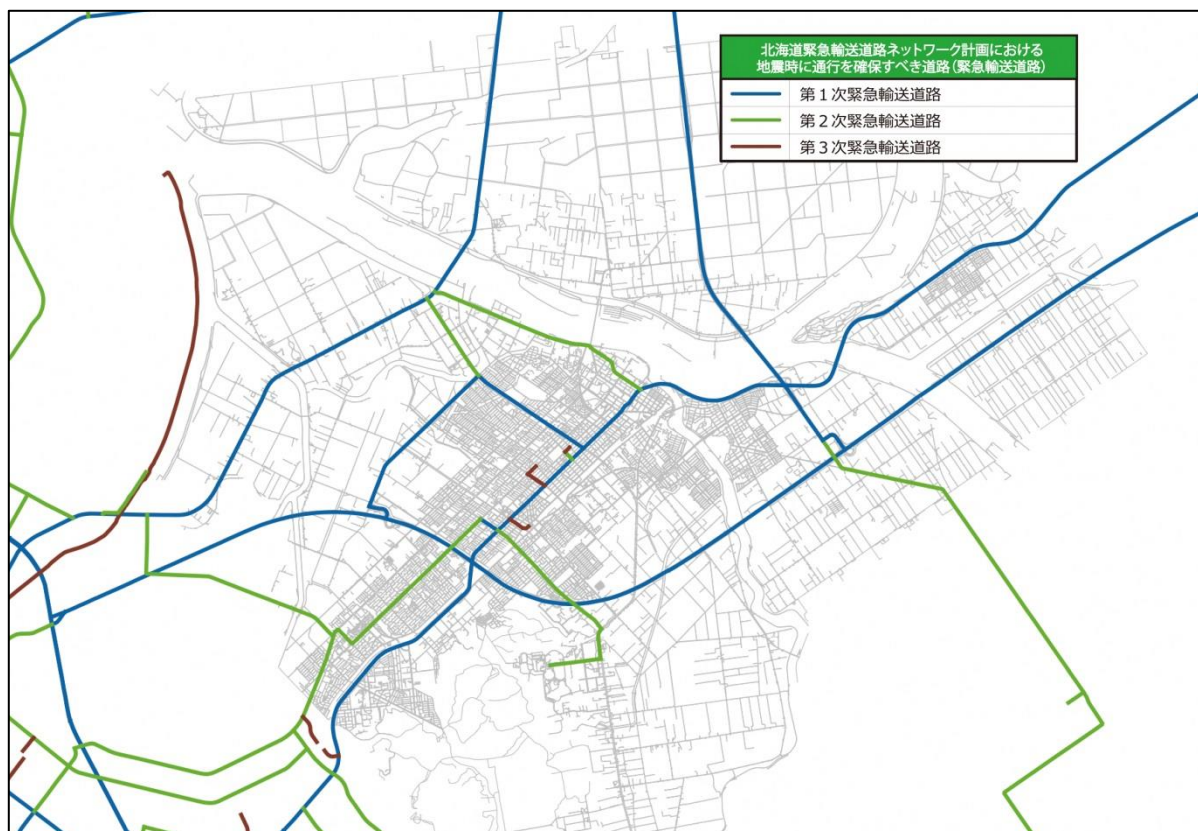 北海道緊急輸送道路ネットワーク計画における
地震時に通行を確保すべき道路(緊急輸送道路)
第1次緊急輸送道路
第2次緊急輸送道路
第3次緊急輸送道路